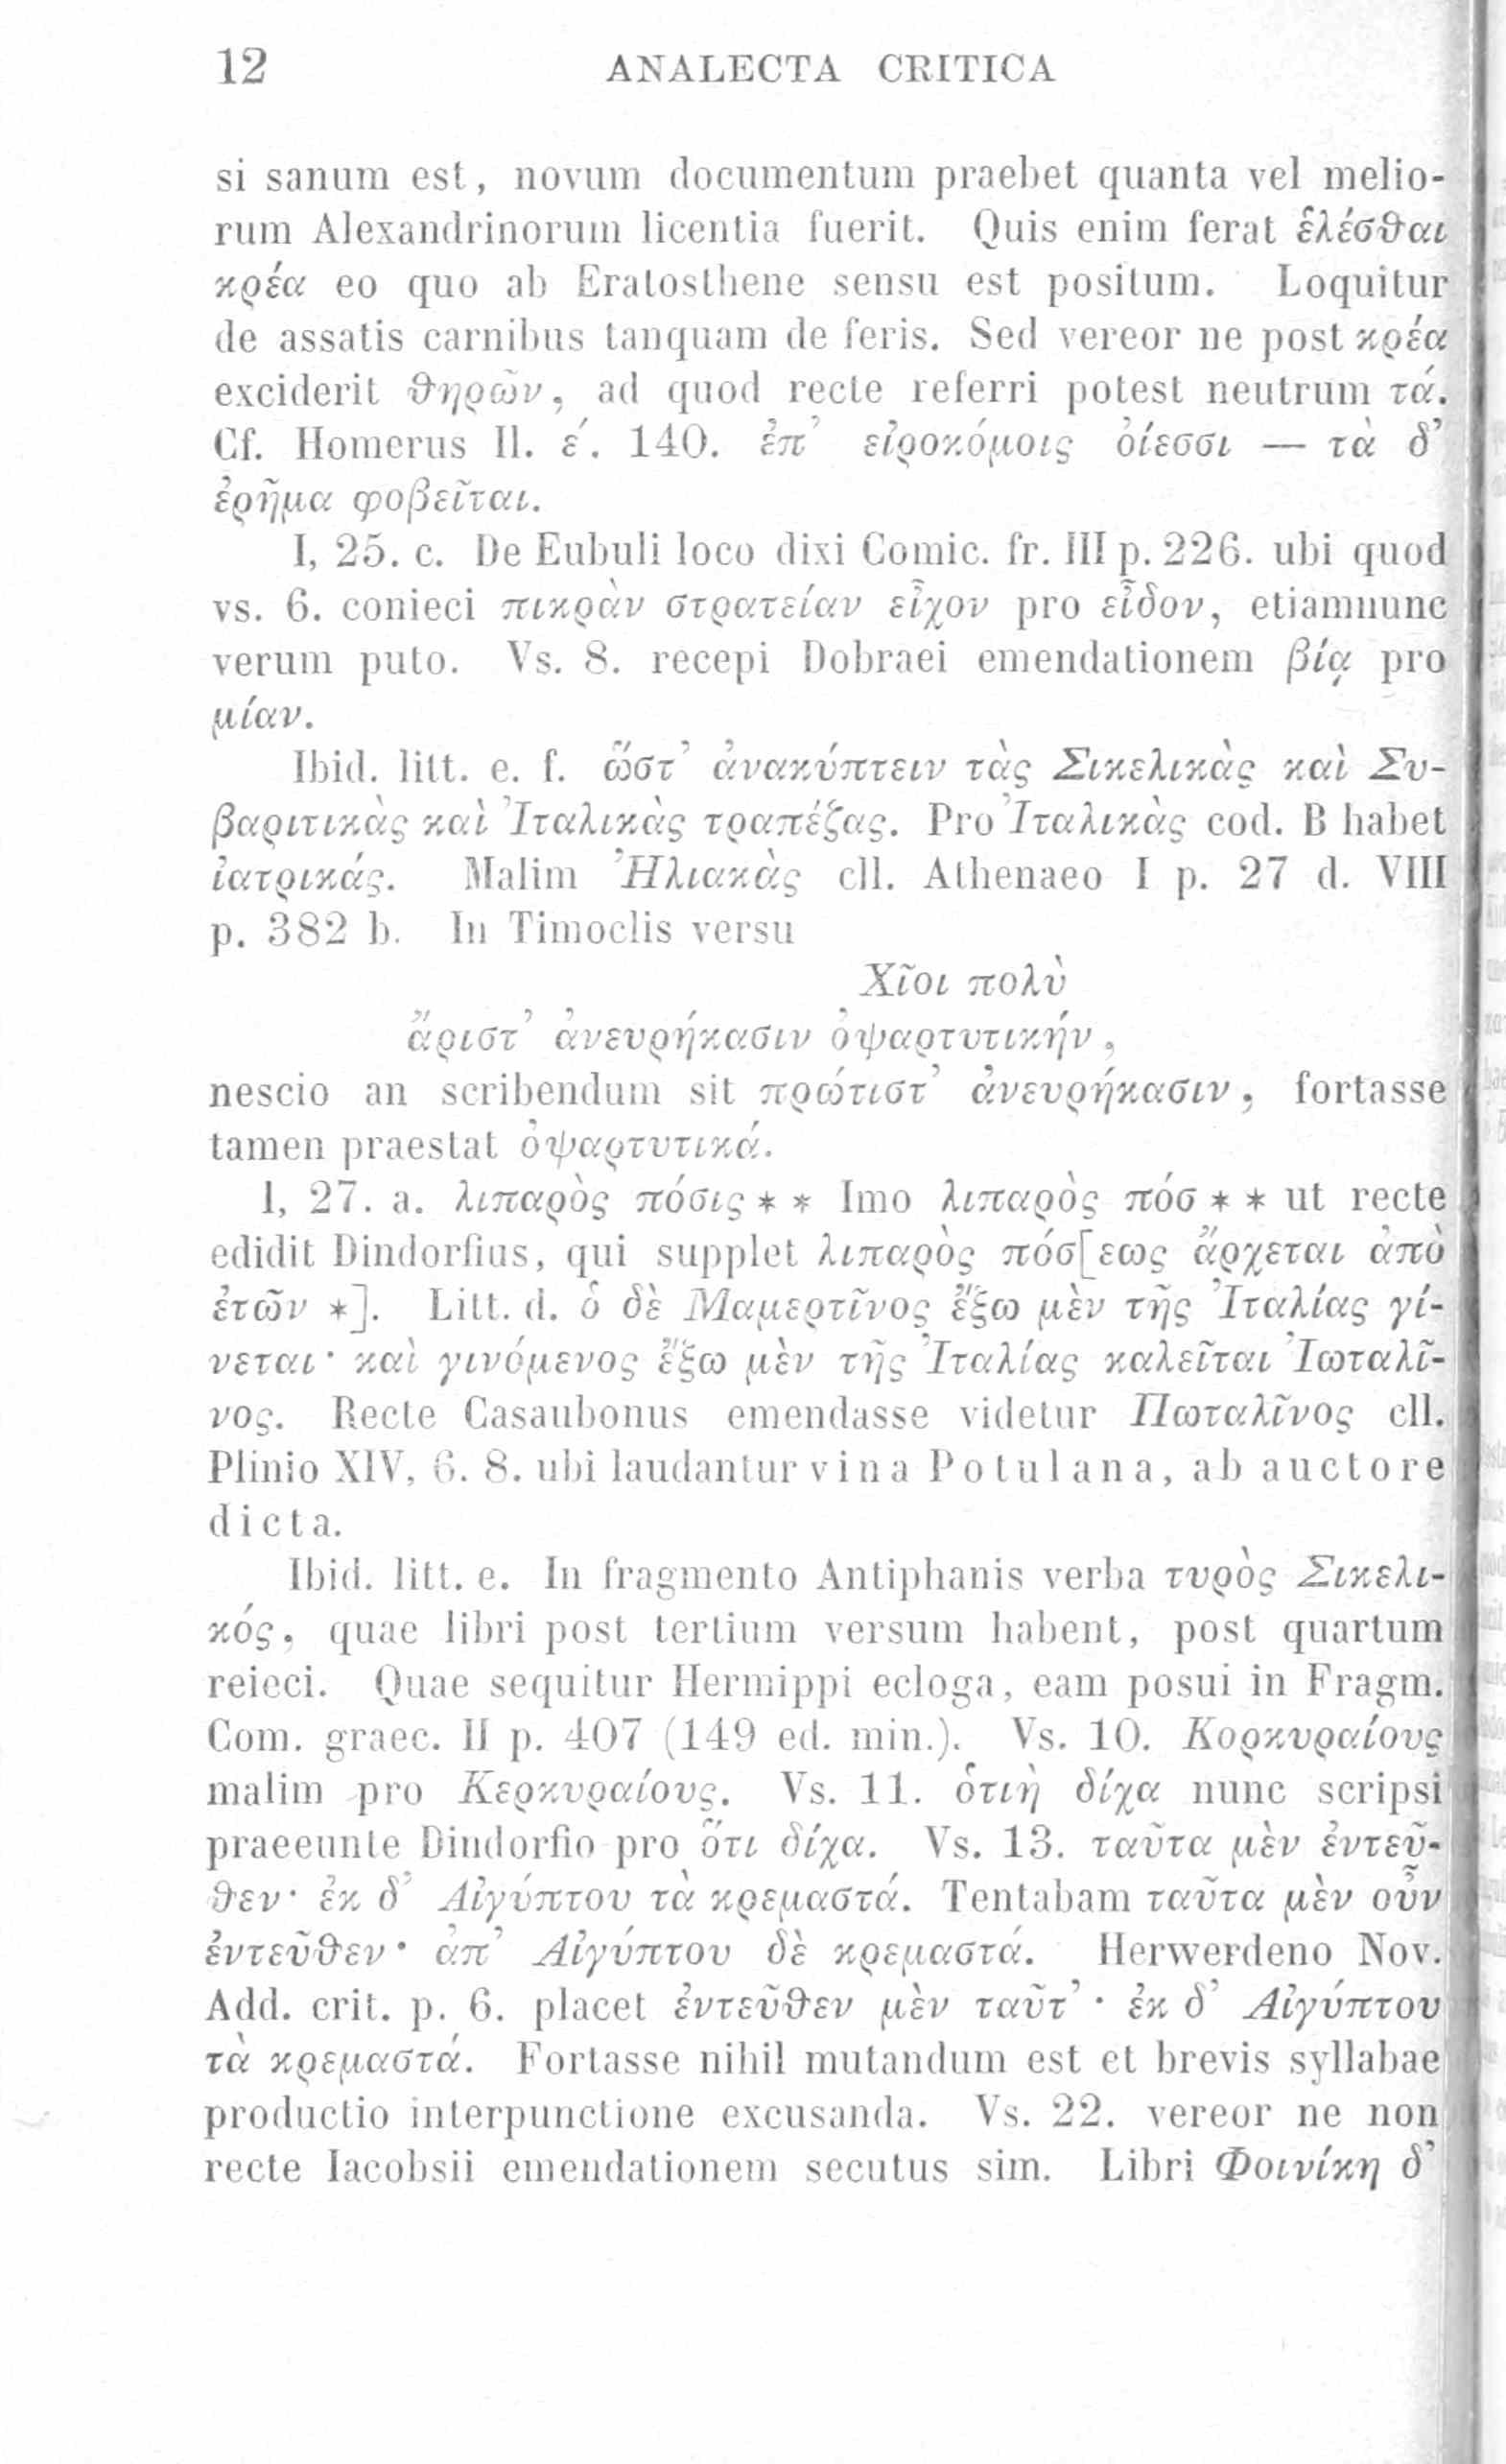 12 ANALECTA CRITICA
si sanum est, novum documentum praebet quanta vel melio-
rum Alexandrinorum licentia fuerit. Quis enim ferat ἑλέσθαι
κρέα eo quo ab Eratosthene sensu est positum. Loquitur
de assatis carnibus tanquam de feris. Sed vereor ne post κρέα
exciderit θηρῶν, ad quod recte referri potest neutrum τά.
Cf. Homerus Il. ε΄. 140. ἐπ᾽ εἰροκόμοις ὀίεσσι — τὰ δ᾽
ἐρῆμα φοβεῖται.
I, 25. c. De Eubuli loco dixi Comic. fr. III p. 226. ubi quod
vs. 6. conieci πικρὰν στρατείαν εἶχον pro εἶδον, etiamnunc
verum puto. Vs. 8. recepi Dobraei emendationem βίᾳ pro
μίαν.
Ibid. litt. e. f. ὥστ᾽ ἀνακύπτειν τὰς Σικελικὰς καὶ Συ-
βαριτικὰς καὶ Ἰταλικὰς τραπέζας. Pro Ἰταλικὰς cod. B habet
ἰατρικάς. Malim Ἠλιακὰς cll. Athenaeo I p. 27 d. VIII
p. 382 b. In Timoclis versu
Χῖοι πολὺ
ἄριστ᾽ ἀνευρήκασιν ὀψαρτυτικήν,
nescio an scribendum sit πρώτιστ᾽ ἀνευρήκασιν, fortasse
tamen praestat ὀψαρτυτικά.
I, 27. a. λιπαρὸς πόσις * * Imo λιπαρὸς πόσ * * ut recte
edidit Dindorfius, qui supplet λιπαρὸς πόσ[εως ἄρχεται ἀπὸ
ἐτῶν *]. Litt. d. ὁ δὲ Μαμερτῖνος ἔξω μὲν τῆς Ἰταλίας γί-
νεται· καὶ γινόμενος ἔξω μὲν τῆς Ἰταλίας καλεῖται Ἰωταλῖ-
νος. Recte Casaubonus emendasse videtur Πωταλῖνος cll.
Plinio XIV, 6. 8. ubi laudantur vina Potulana, ab auctore
dicta.
Ibid. litt. e. In fragmento Antiphanis verba τυρὸς Σικελι-
κός, quae libri post tertium versum habent, post quartum
reieci. Quae sequitur Hermippi ecloga, eam posui in Fragm.
Com. graec. II p. 407 (149 ed. min.). Vs. 10. Κορκυραίους
malim pro Κερκυραίους. Vs. 11. ὁτιὴ δίχα nunc scripsi
praeeunte Dindorfio pro ὅτι δίχα. Vs. 13. ταῦτα μὲν ἐντεῦ-
θεν· ἐκ δ᾽ Αἰγύπτου τὰ κρεμαστά. Tentabam ταῦτα μὲν οὖν
ἐντεῦθεν· ἀπ᾽ Αἰγύπτου δὲ κρεμαστά. Herwerdeno Nov.
Add. crit. p. 6. placet ἐντεῦθεν μὲν ταῦτ᾽· ἐκ δ᾽ Αἰγύπτου
τὰ κρεμαστά. Fortasse nihil mutandum est et brevis syllabae
productio interpunctione excusanda. Vs. 22. vereor ne non
recte Iacobsii emendationem secutus sim. Libri Φοινίκη δ᾽